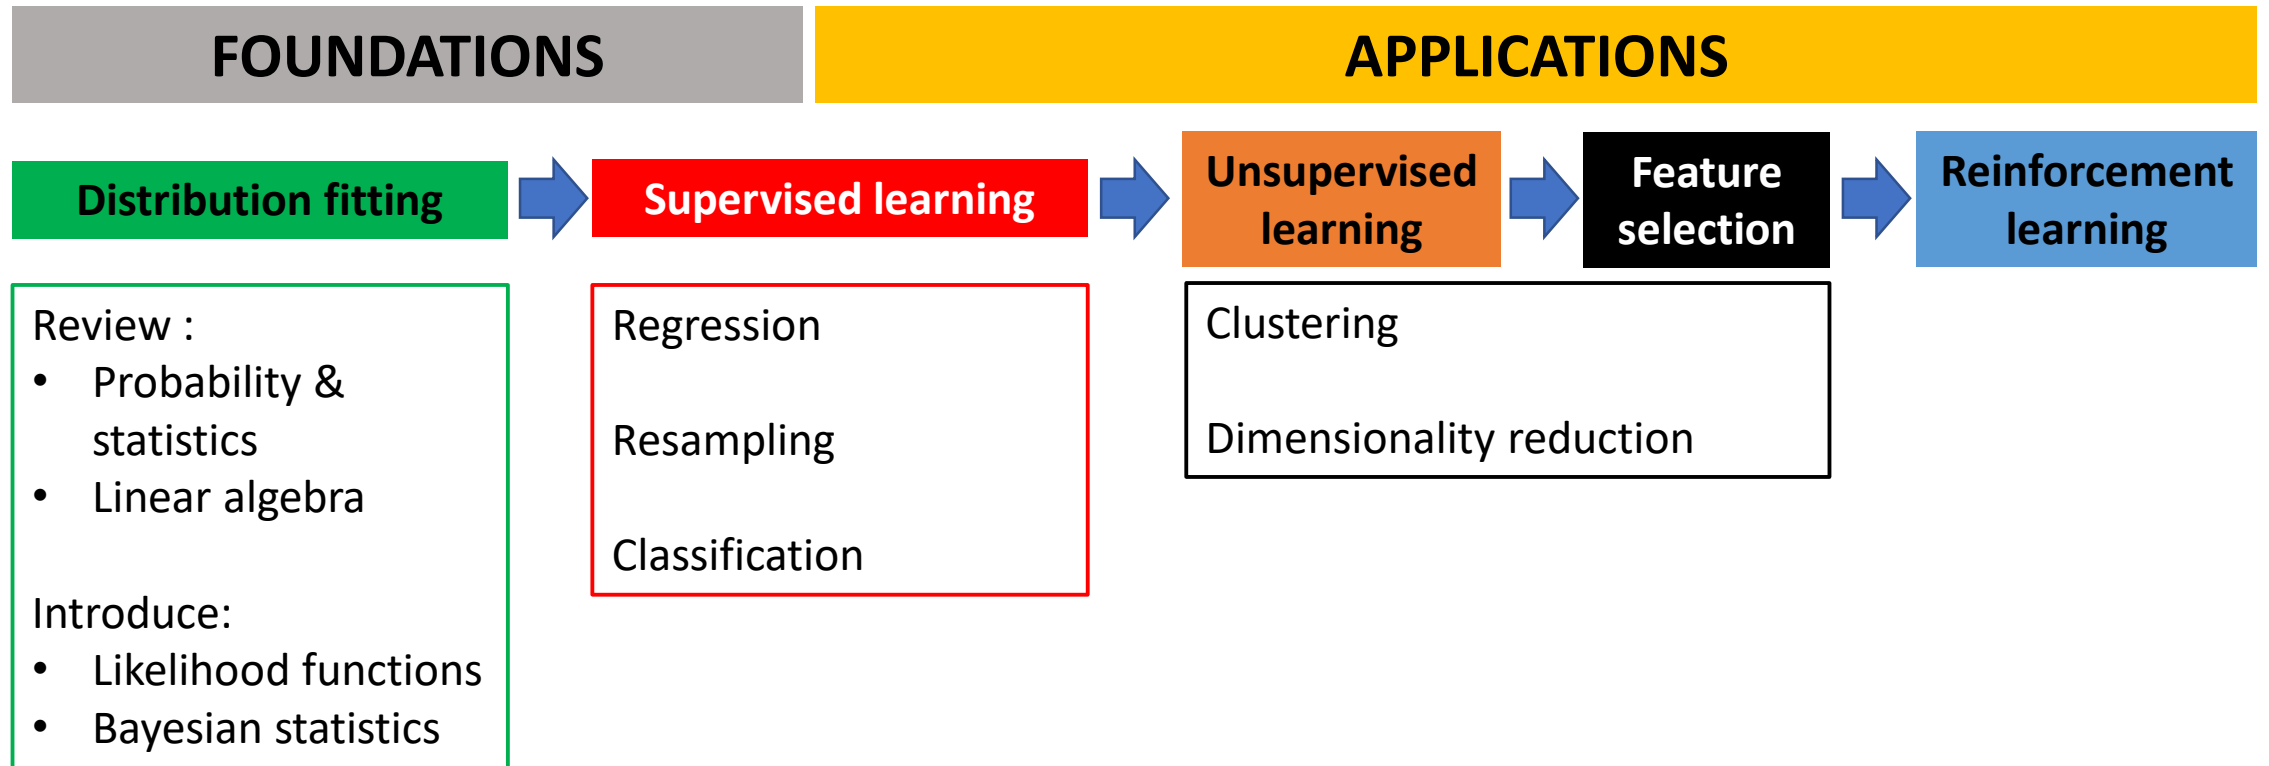 FOUNDATIONS
APPLICATIONS
Distribution fitting
Supervised learning
Unsupervised
learning
Feature
selection
Reinforcement
learning
Review :
• Probability &
statistics
• Linear algebra
Introduce:
• Likelihood functions
• Bayesian statistics
Regression
Resampling
Classification
Clustering
Dimensionality reduction